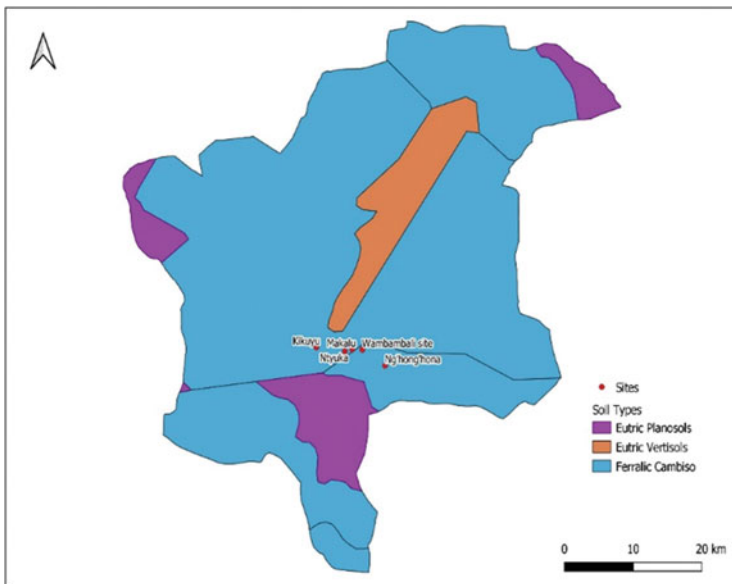 Kikuyu Makalu Wambambali site
Ntyuka Ng'hong'hona
Sites
Soil Types
Eutric Planosols
Eutric Vertisols
Ferralic Cambiso
0 10 20 km